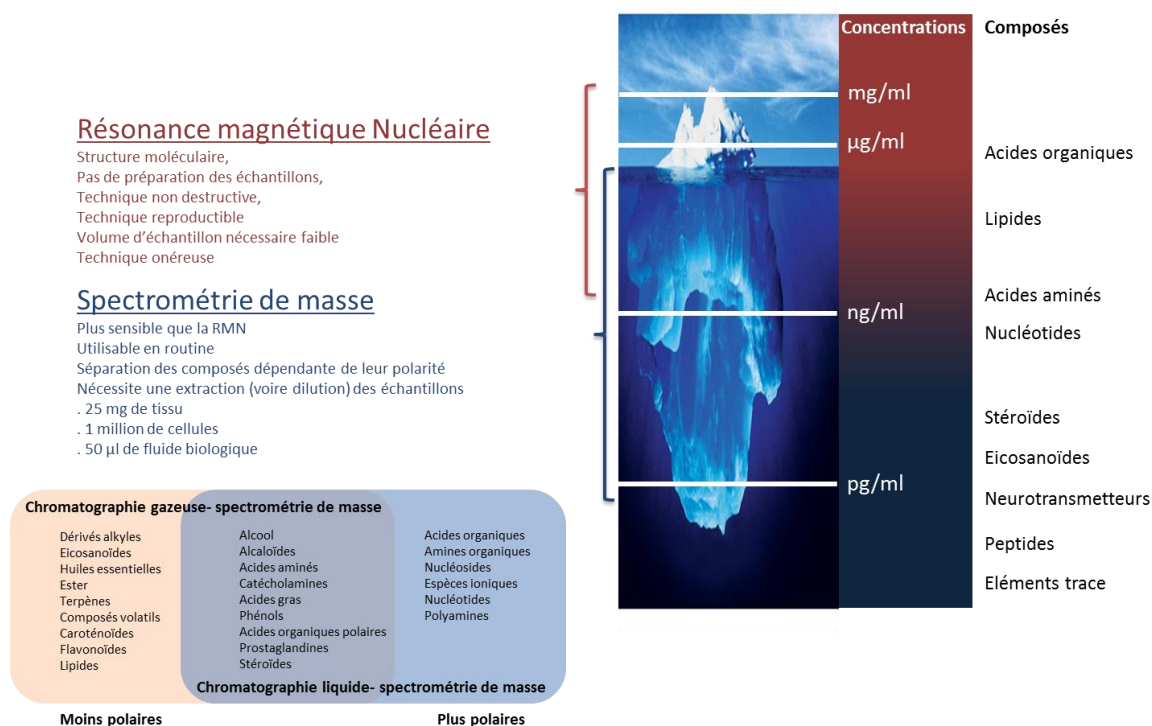 Résonance magnétique Nucléaire
Structure moléculaire,
Pas de préparation des échantillons,
Technique non destructive,
Technique reproductible
Volume d'échantillon nécessaire faible
Technique onéreuse
Spectrométrie de masse
Plus sensible que la RMN
Utilisable en routine
Séparation des composés dépendante de leur polarité
Nécessite une extraction (voire dilution) des échantillons
. 25 mg de tissu
. 1 million de cellules
. 50 µl de fluide biologique
Chromatographie gazeuse- spectrométrie de masse
Dérivés alkyles
Eicosanoïdes
Huiles essentielles
Ester
Terpènes
Composés volatils
Caroténoïdes
Flavonoïdes
Lipides
Alcool
Alcaloïdes
Acides aminés
Catécholamines
Acides gras
Phénols
Acides organiques polaires
Prostaglandines
Stéroïdes
Acides organiques
Amines organiques
Nucléosides
Espèces ioniques
Nucléotides
Polyamines
Chromatographie liquide- spectrométrie de masse
Moins polaires
Plus polaires
Concentrations
mg/ml
µg/ml
ng/ml
pg/ml
Composés
Acides organiques
Lipides
Acides aminés
Nucléotides
Stéroïdes
Eicosanoïdes
Neurotransmetteurs
Peptides
Eléments trace